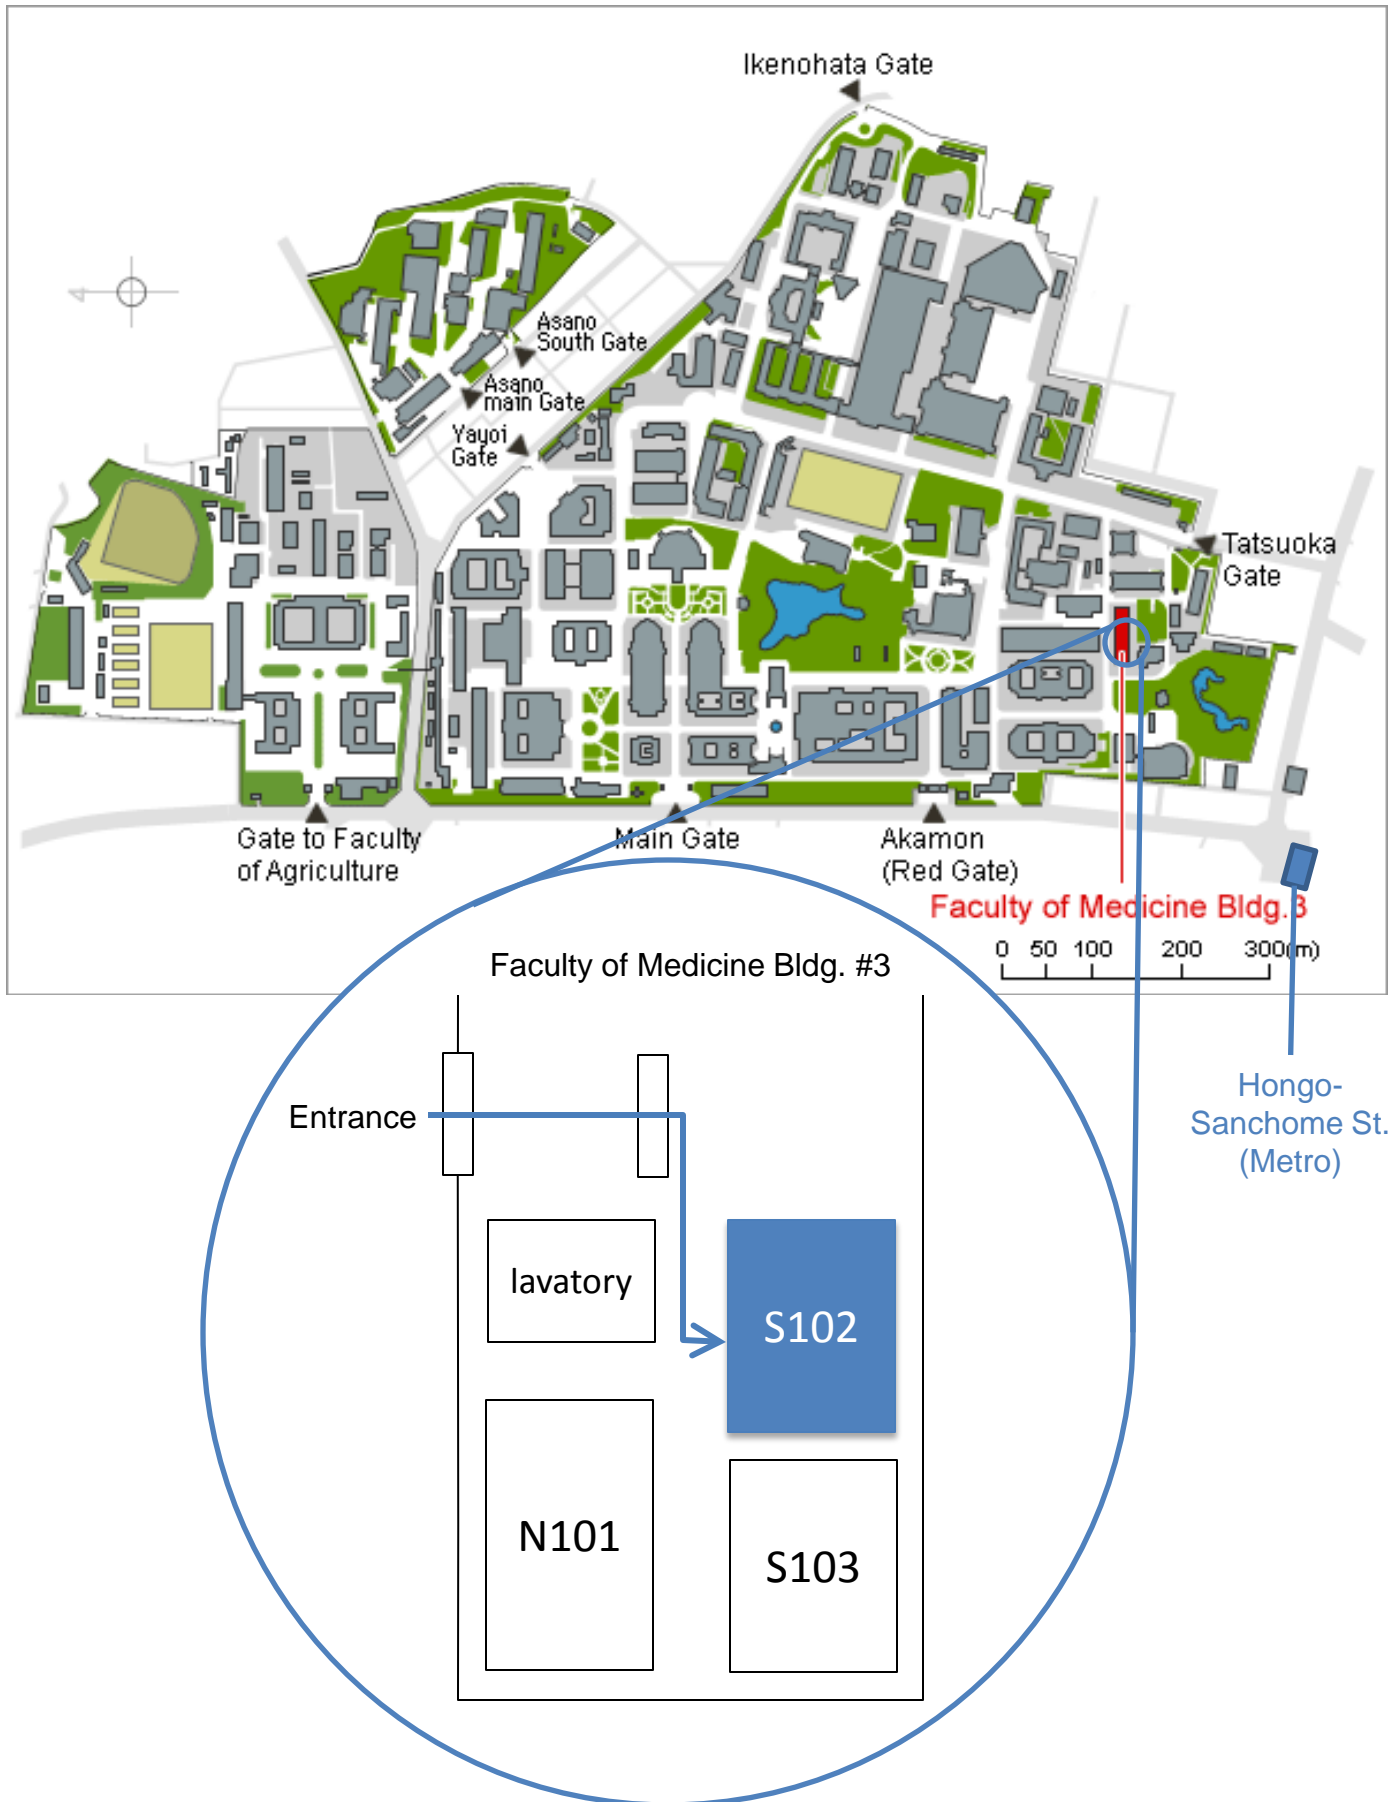 Ikenohata Gate
Asano
South Gate
Asano
main Gate
Yayoi
Gate
Tatsuoka
Gate
Gate to Faculty
of Agriculture
Main Gate
Akamon
(Red Gate)
Faculty of Medicine Bldg.3
0 50 100 200 300(m)
Faculty of Medicine Bldg. #3
Hongo-
Sanchome St.
(Metro)
Entrance
lavatory
S102
N101
S103